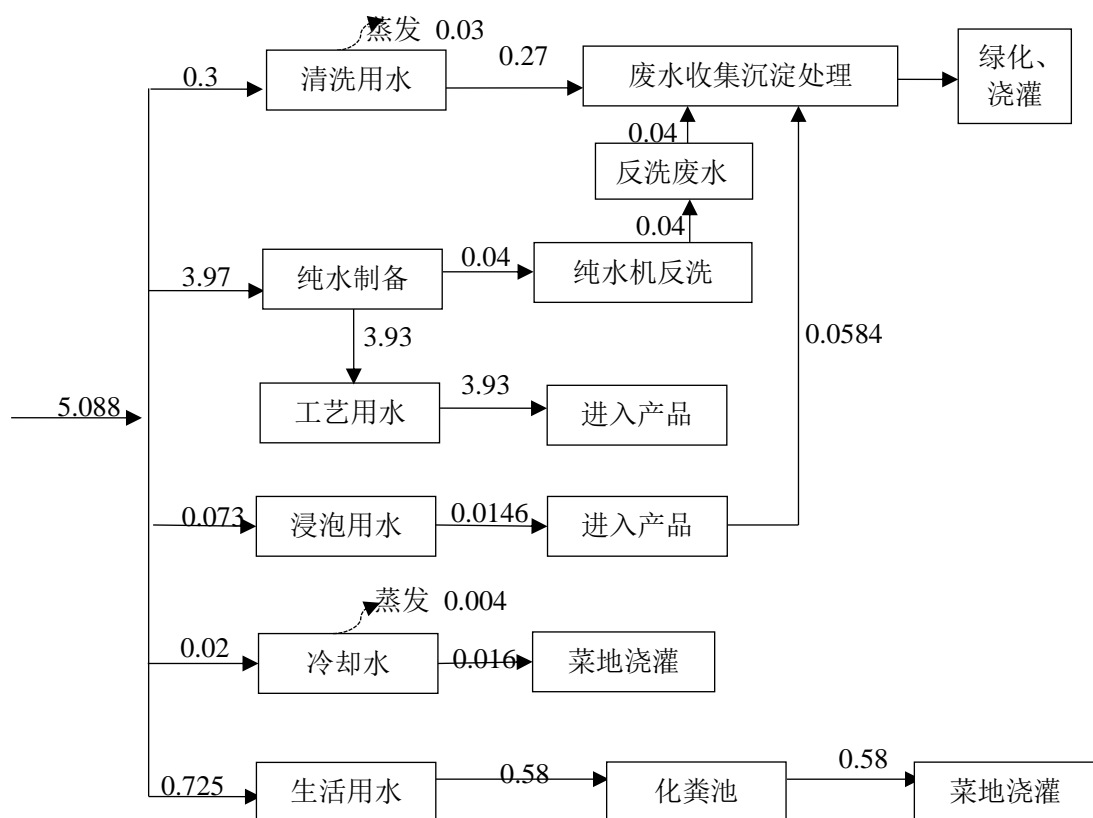 蒸发 0.03
0.3
清洗用水
0.27
废水收集沉淀处理
绿化、
浇灌
0.04
反洗废水
0.04
3.97
纯水制备
0.04
纯水机反洗
3.93
0.0584
5.088
工艺用水
3.93
进入产品
0.073
浸泡用水
0.0146
进入产品
蒸发 0.004
0.02
冷却水
0.016
菜地浇灌
0.725
生活用水
0.58
化粪池
0.58
菜地浇灌